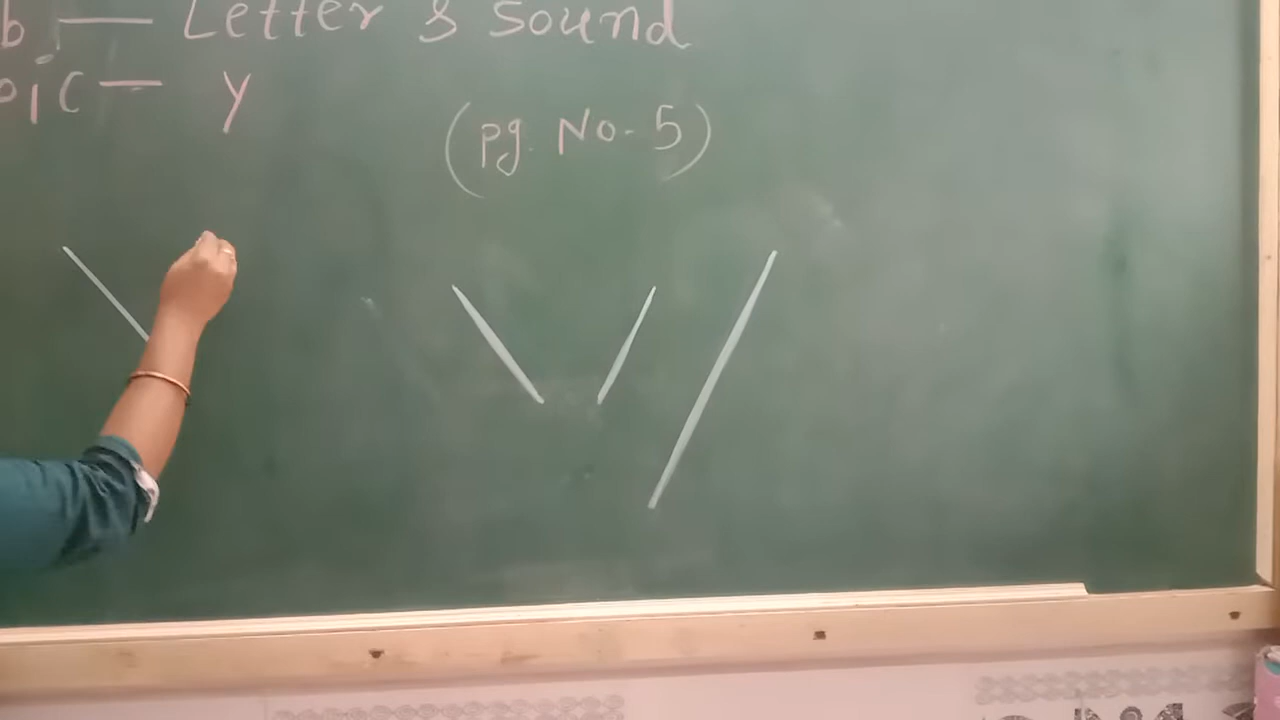 b — Letter & Sound
pic — y
(Pg. No- 5)